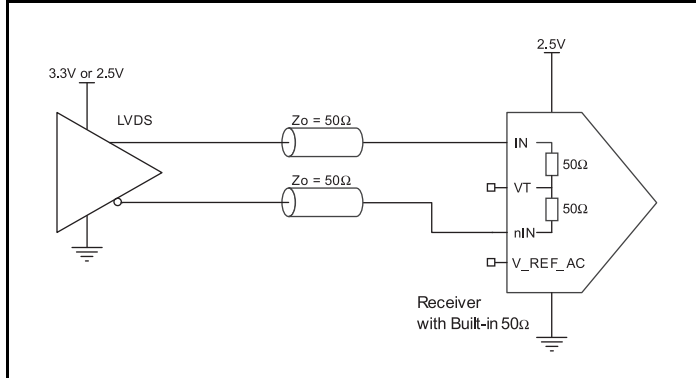 2.5V
3.3V or 2.5V
LVDS
Zo = 50Ω
IN
50Ω
VT
Zo = 50Ω
50Ω
nIN
V_REF_AC
Receiver
with Built-in 50Ω